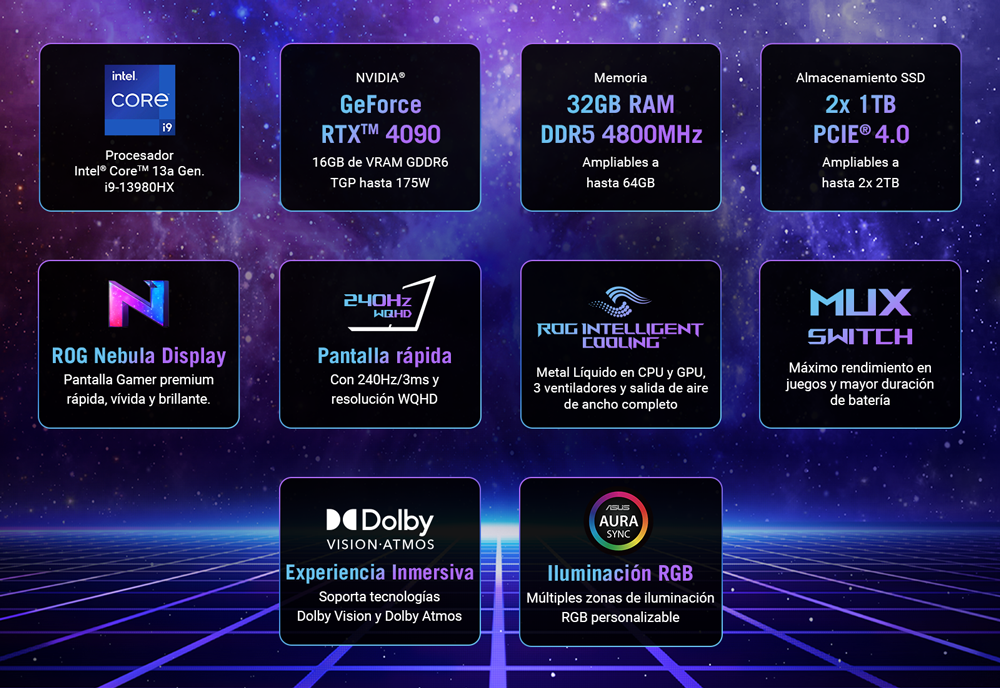 intel.
CORE
i9
Procesador
Intel® Core™ 13a Gen.
i9-13980HX
NVIDIA®
GeForce
RTX™ 4090
16GB de VRAM GDDR6
TGP hasta 175W
Memoria
32GB RAM
DDR5 4800MHz
Ampliables a
hasta 64GB
Almacenamiento SSD
2x 1TB
PCIE® 4.0
Ampliables a
hasta 2x 2TB
ROG Nebula Display
Pantalla Gamer premium
rápida, vívida y brillante.
240Hz
WQHD
Pantalla rápida
Con 240Hz/3ms y
resolución WQHD
ROG INTELLIGENT
COOLING™
Metal Líquido en CPU y GPU,
3 ventiladores y salida de aire
de ancho completo
MUX
SWITCH
Máximo rendimiento en
juegos y mayor duración
de batería
Dolby
VISION·ATMOS
Experiencia Inmersiva
Soporta tecnologías
Dolby Vision y Dolby Atmos
ASUS
AURA
SYNC
Iluminación RGB
Múltiples zonas de iluminación
RGB personalizable